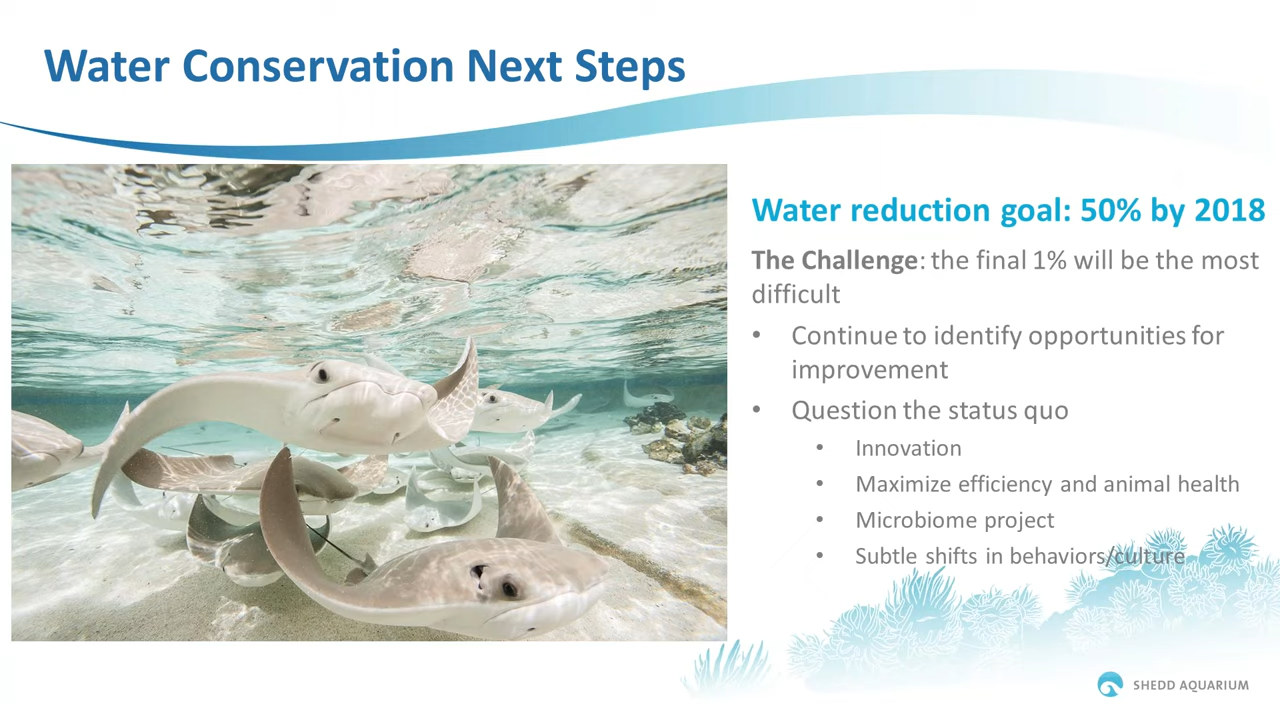 Water Conservation Next Steps
Water reduction goal: 50% by 2018
The Challenge: the final 1% will be the most
difficult
• Continue to identify opportunities for
improvement
• Question the status quo
• Innovation
• Maximize efficiency and animal health
• Microbiome project
• Subtle shifts in behaviors/culture
SHEDD AQUARIUM